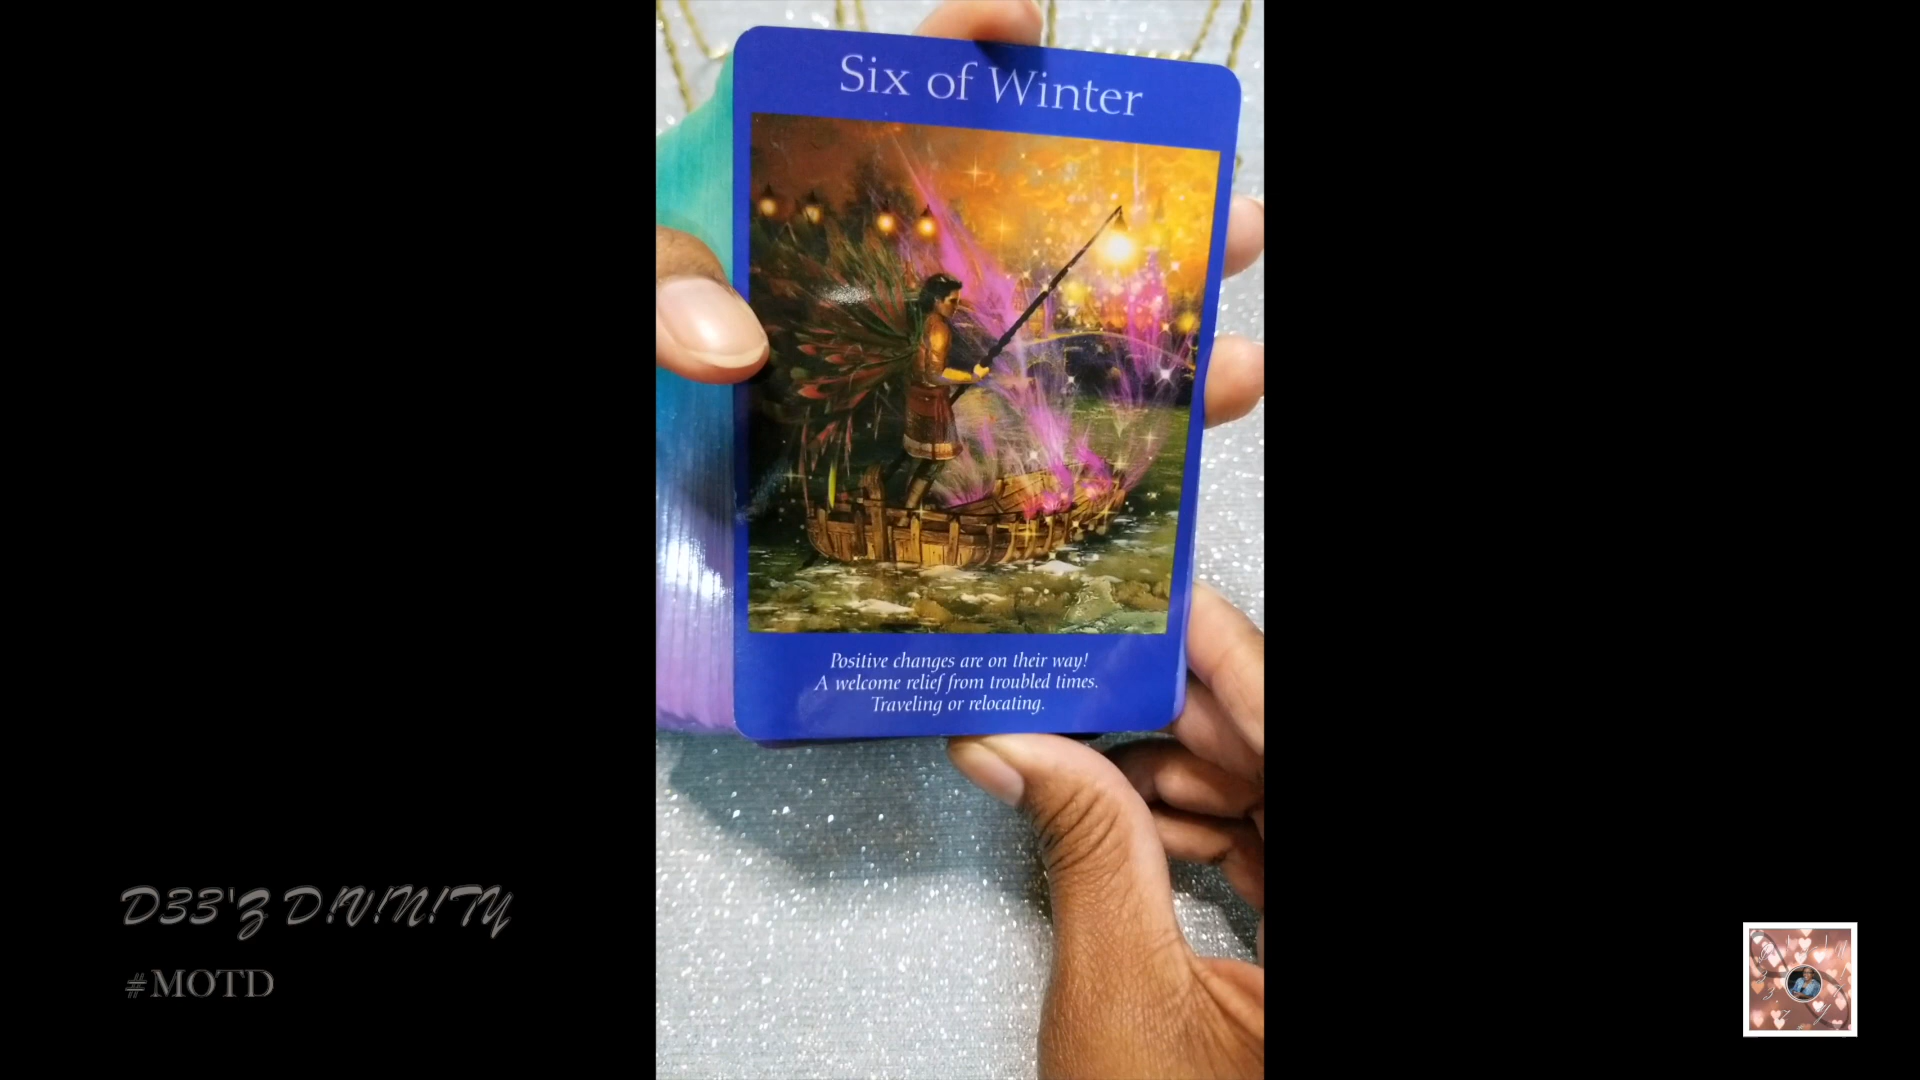 Six of Winter
Positive changes are on their way!
A welcome relief from troubled times.
Traveling or relocating.
D33'Z D!V!N!TY
#MOTD